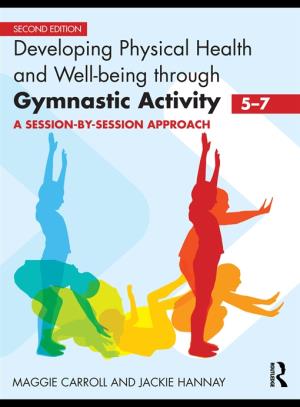 SECOND EDITION
Developing Physical Health
and Well-being through
Gymnastic Activity 5–7
A SESSION-BY-SESSION APPROACH
MAGGIE CARROLL AND JACKIE HANNAY
ROUTLEDGE